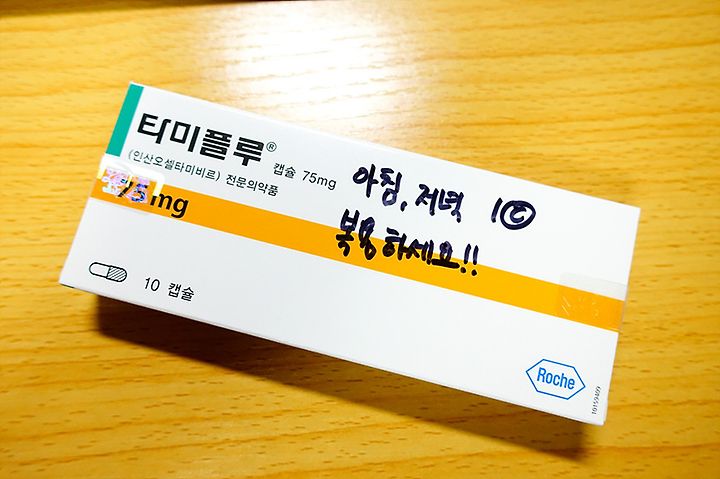 타미플루®
(인산오셀타미비르) 전문의약품
캡슐 75mg
75mg
10 캡슐
아침, 저녁 1ⓒ
복용하세요!!
Roche
10159409